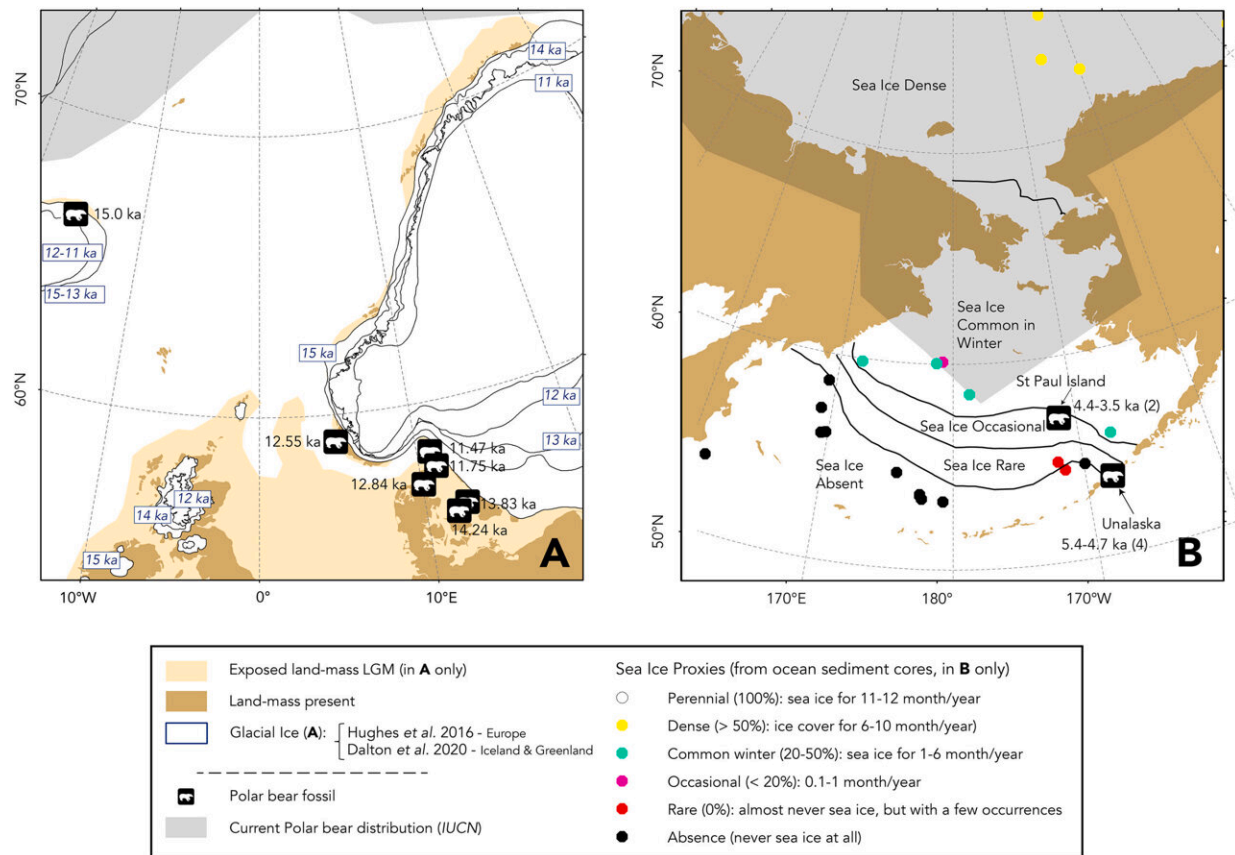 A
70°N
60°N
10°W
0°
10°E
14 ka
11 ka
15.0 ka
12-11 ka
15-13 ka
15 ka
12 ka
13 ka
12.55 ka
11.47 ka
11.75 ka
12.84 ka
13.83 ka
14.24 ka
12 ka
14 ka
15 ka
B
70°N
60°N
50°N
170°E
180°
170°W
Sea Ice Dense
Sea Ice
Common in
Winter
St Paul Island
4.4-3.5 ka (2)
Sea Ice Occasional
Sea Ice Rare
Sea Ice
Absent
Unalaska
5.4-4.7 ka (4)
Exposed land-mass LGM (in A only)
Land-mass present
Glacial Ice (A):
Hughes et al. 2016 - Europe
Dalton et al. 2020 - Iceland & Greenland
Polar bear fossil
Current Polar bear distribution (IUCN)
Sea Ice Proxies (from ocean sediment cores, in B only)
Perennial (100%): sea ice for 11-12 month/year
Dense (> 50%): ice cover for 6-10 month/year)
Common winter (20-50%): sea ice for 1-6 month/year
Occasional (< 20%): 0.1-1 month/year
Rare (0%): almost never sea ice, but with a few occurrences
Absence (never sea ice at all)